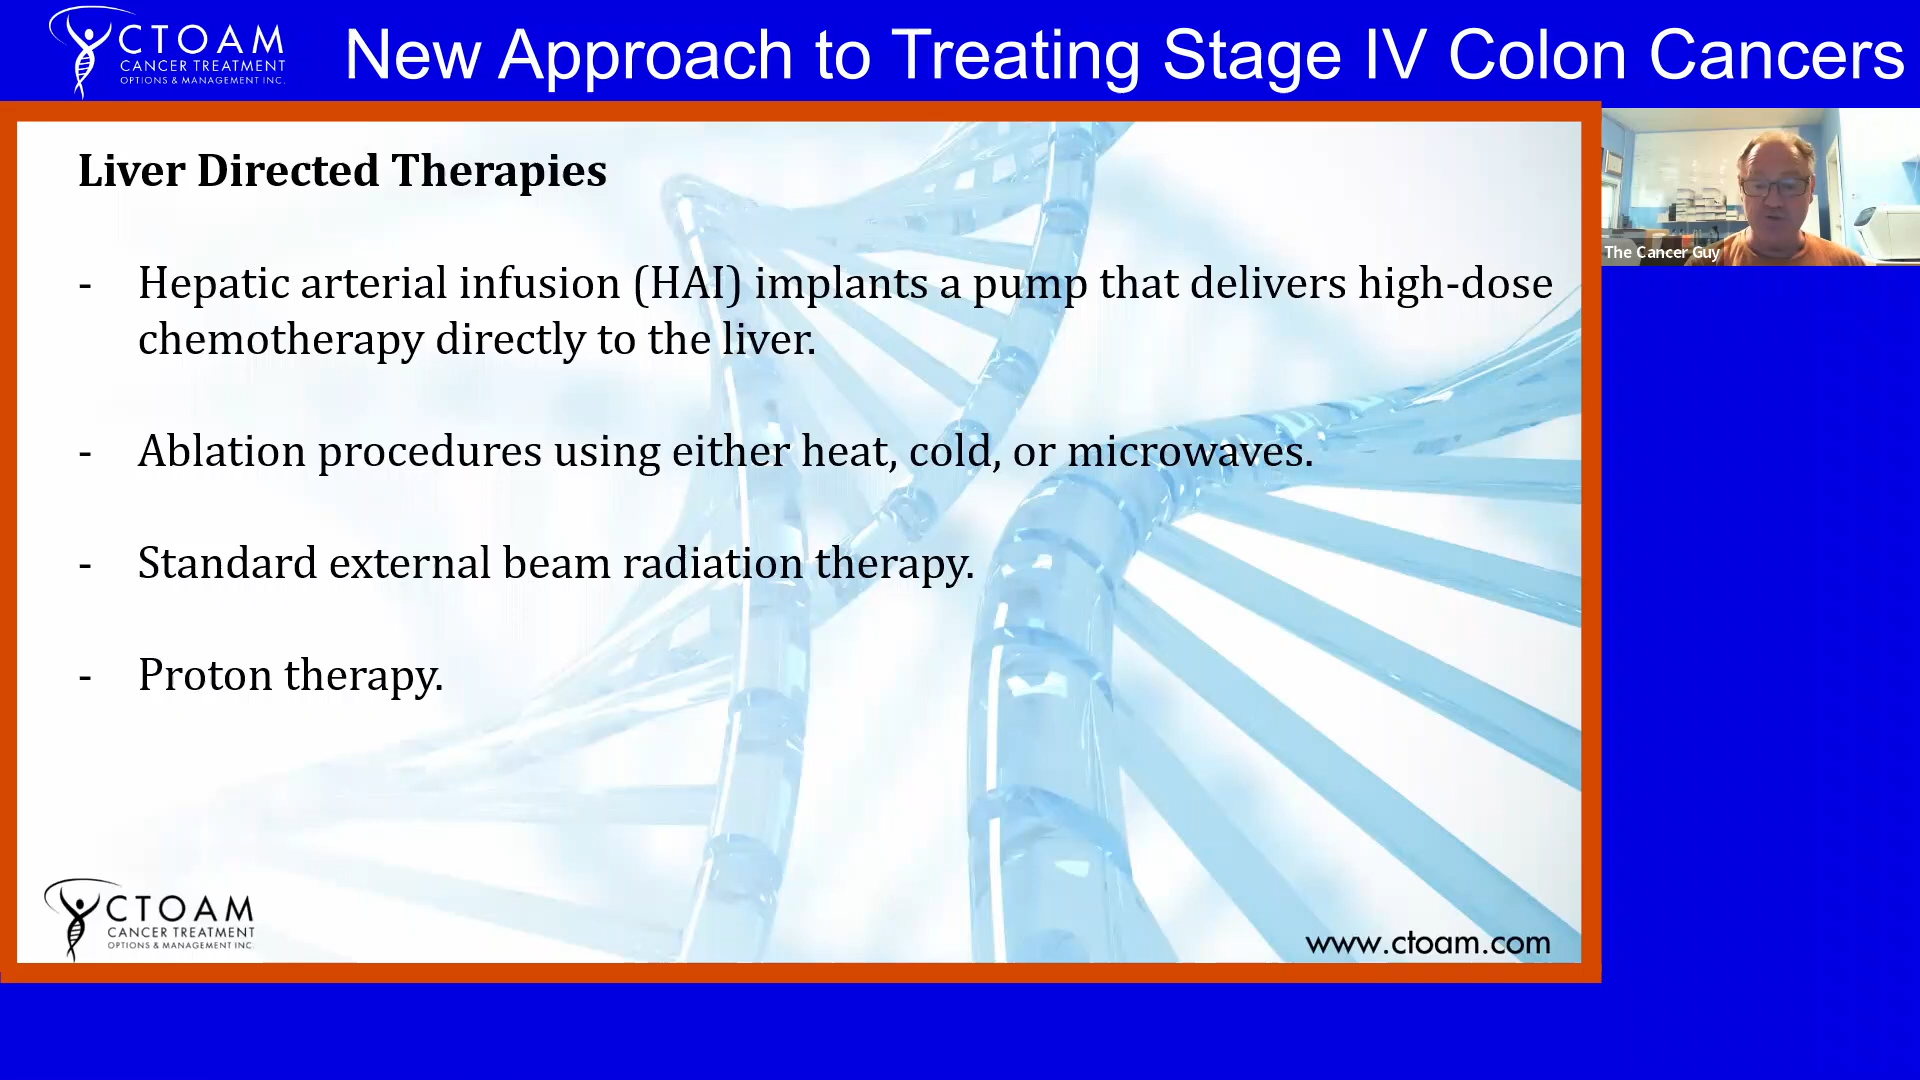 CTOAM
CANCER TREATMENT
OPTIONS & MANAGEMENT INC.
New Approach to Treating Stage IV Colon Cancers
Liver Directed Therapies
- Hepatic arterial infusion (HAI) implants a pump that delivers high-dose
chemotherapy directly to the liver.
- Ablation procedures using either heat, cold, or microwaves.
- Standard external beam radiation therapy.
- Proton therapy.
The Cancer Guy
CTOAM
CANCER TREATMENT
OPTIONS & MANAGEMENT INC.
www.ctoam.com